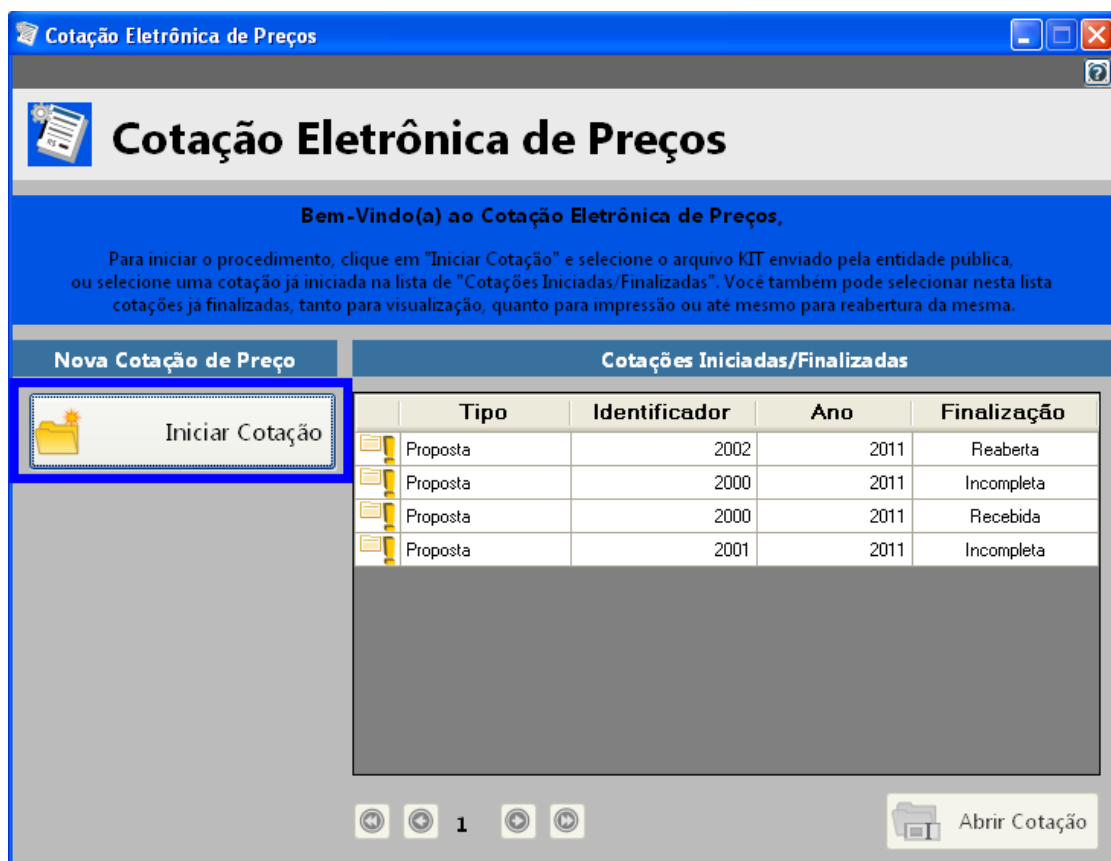 Cotação Eletrônica de Preços
Cotação Eletrônica de Preços
Bem-Vindo(a) ao Cotação Eletrônica de Preços,
Para iniciar o procedimento, clique em "Iniciar Cotação" e selecione o arquivo KIT enviado pela entidade pública,
ou selecione uma cotação já iniciada na lista de "Cotações Iniciadas/Finalizadas". Você também pode selecionar nesta lista
cotações já finalizadas, tanto para visualização, quanto para impressão ou até mesmo para reabertura da mesma.
Nova Cotação de Preço
Iniciar Cotação
Cotações Iniciadas/Finalizadas
Tipo Identificador Ano Finalização
Proposta 2002 2011 Reaberta
Proposta 2000 2011 Incompleta
Proposta 2000 2011 Recebida
Proposta 2001 2011 Incompleta
1
Abrir Cotação